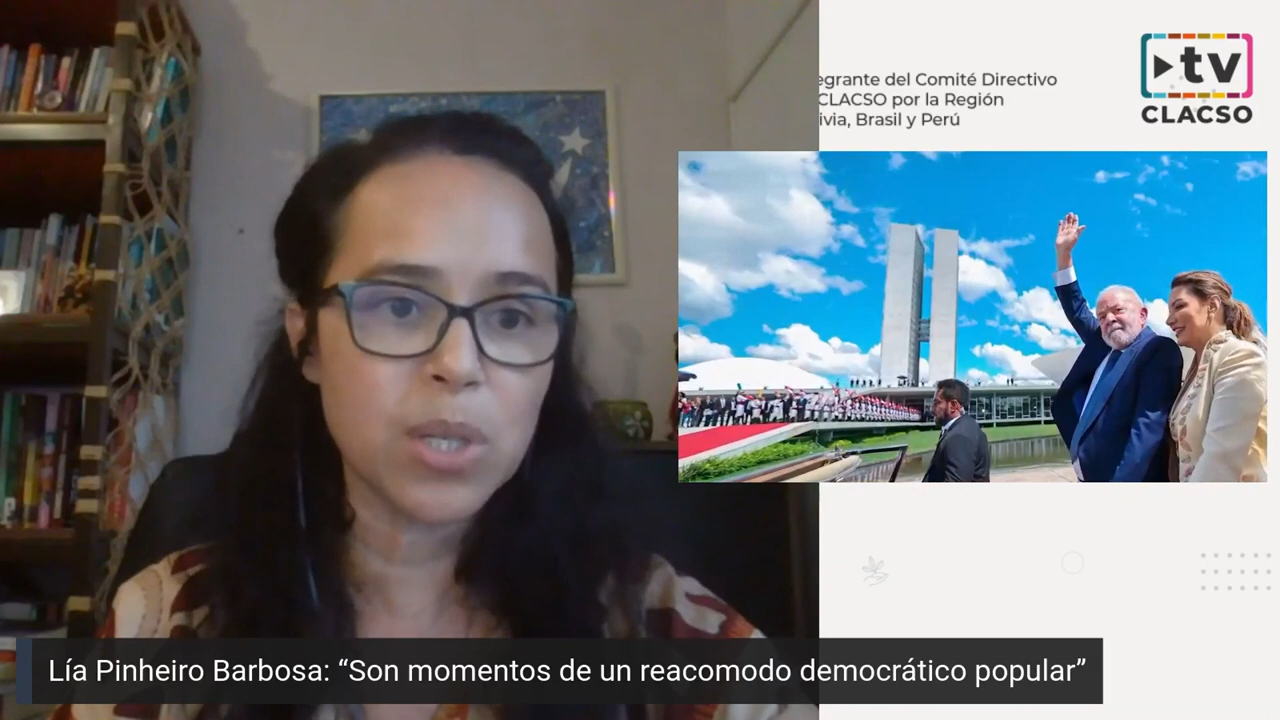 egrante del Comité Directivo
CLACSO por la Región
ivia, Brasil y Perú
tv
CLACSO
Lía Pinheiro Barbosa: “Son momentos de un reacomodo democrático popular”